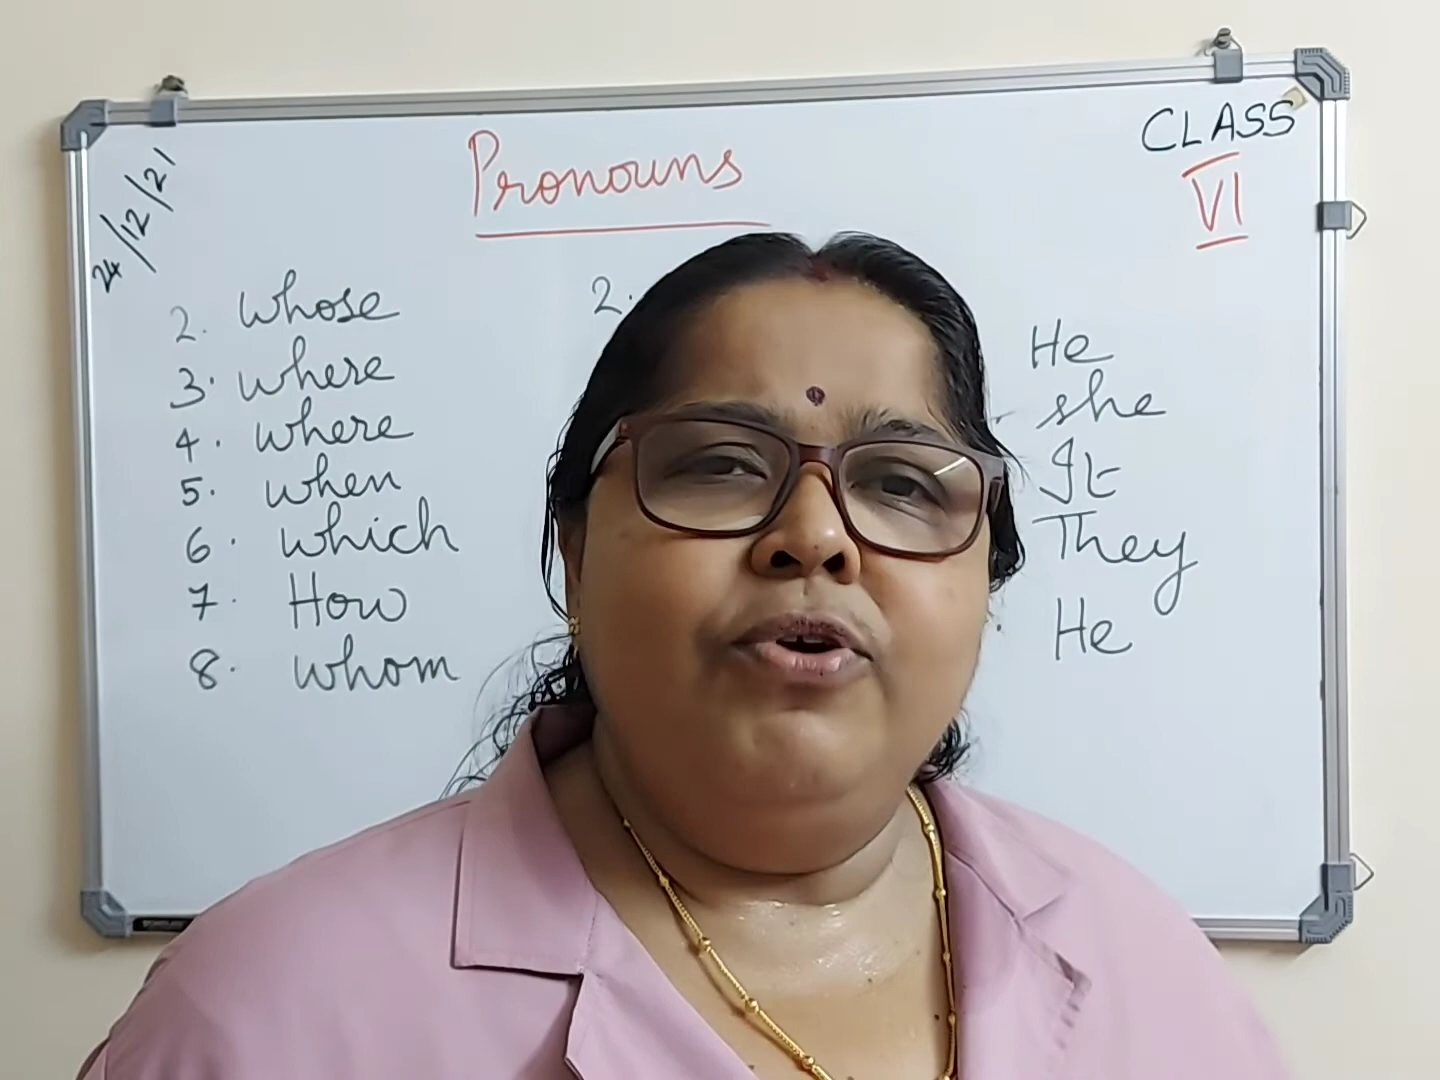 24/12/21
Pronouns
CLASS
VI
2. whose
3. where
4. where
5. when
6. which
7. How
8. whom
2.
He
she
It
They
He